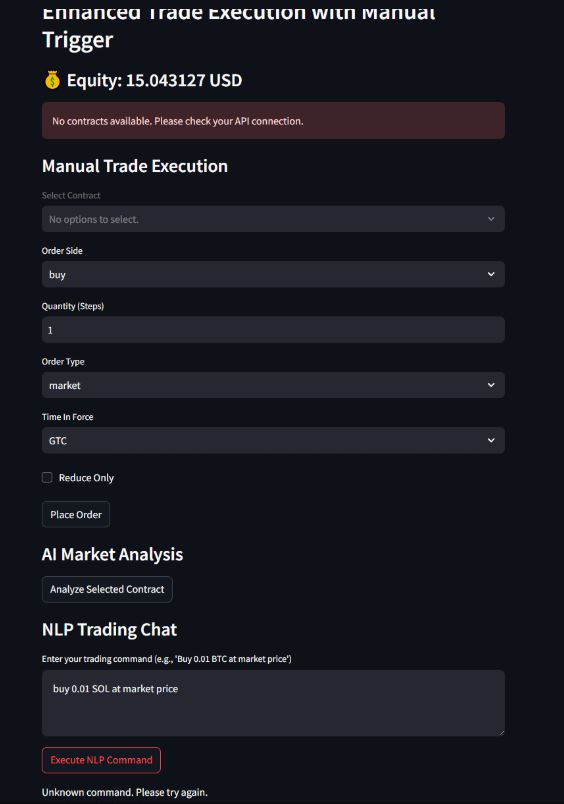 Enhanced Trade Execution with Manual
Trigger
💰 Equity: 15.043127 USD
No contracts available. Please check your API connection.
Manual Trade Execution
Select Contract
No options to select.
Order Side
buy
Quantity (Steps)
1
Order Type
market
Time In Force
GTC
Reduce Only
Place Order
AI Market Analysis
Analyze Selected Contract
NLP Trading Chat
Enter your trading command (e.g., 'Buy 0.01 BTC at market price')
buy 0.01 SOL at market price
Execute NLP Command
Unknown command. Please try again.